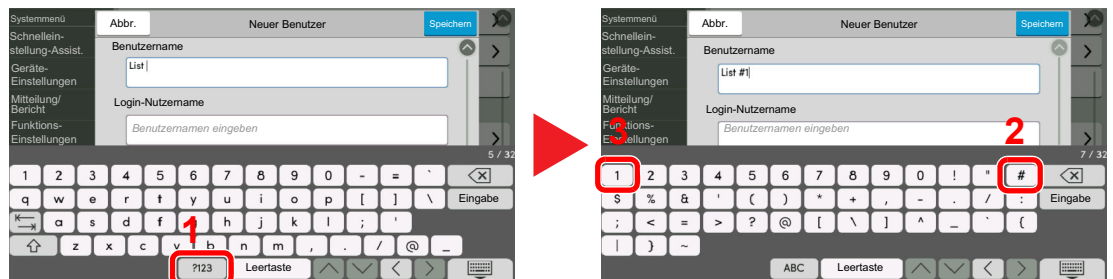 Systemmenü
Abbr.
Neuer Benutzer
Speichern
Schnellein-
stellung-Assist.
Benutzername
List
Geräte-
Einstellungen
Mitteilung/
Bericht
Login-Nutzername
Funktions-
Einstellungen
Benutzernamen eingeben
5 / 32
1 2 3 4 5 6 7 8 9 0 - = `
q w e r t y u i o p [ ] \ Eingabe
a s d f g h j k l ; '
1
z x c v b n m , . / @ _
?123 Leertaste
Systemmenü
Abbr.
Neuer Benutzer
Speichern
Schnellein-
stellung-Assist.
Benutzername
List #1
Geräte-
Einstellungen
Mitteilung/
Bericht
Login-Nutzername
Funktions-
Einstellungen
Benutzernamen eingeben
3
2
7 / 32
1 2 3 4 5 6 7 8 9 0 ! " #
$ % & ' ( ) * + , - . / : Eingabe
; < = > ? @ [ \ ] ^ _ ` {
| } ~
ABC Leertaste